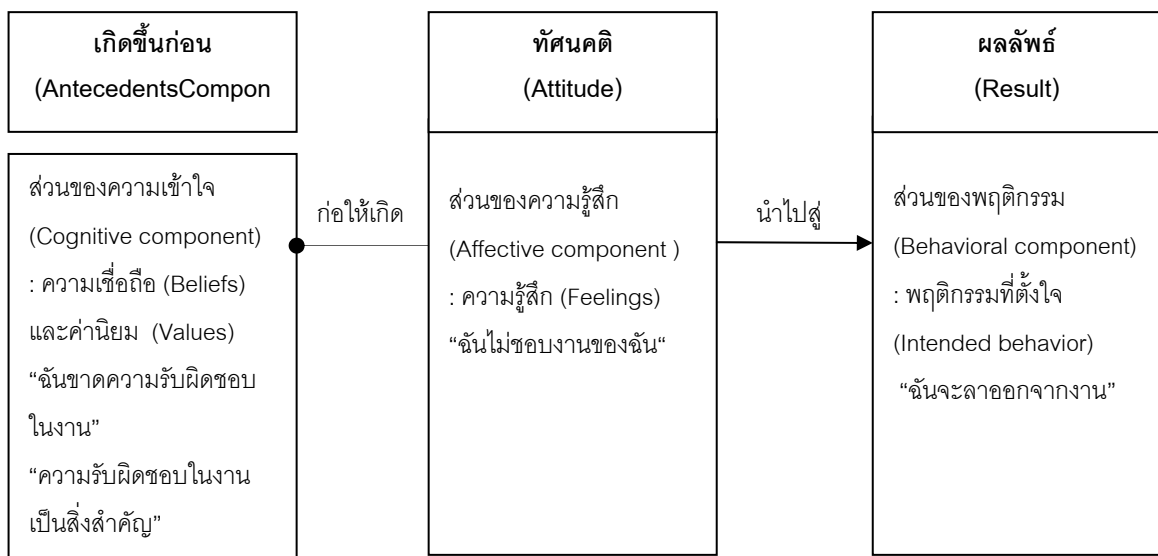 เกิดขึ้นก่อน
(AntecedentsCompon
ส่วนของความเข้าใจ
(Cognitive component)
: ความเชื่อถือ (Beliefs)
และค่านิยม (Values)
“ฉันขาดความรับผิดชอบ
ในงาน”
“ความรับผิดชอบในงาน
เป็นสิ่งสำคัญ”
ก่อให้เกิด
ทัศนคติ
(Attitude)
ส่วนของความรู้สึก
(Affective component )
: ความรู้สึก (Feelings)
“ฉันไม่ชอบงานของฉัน“
นำไปสู่
ผลลัพธ์
(Result)
ส่วนของพฤติกรรม
(Behavioral component)
: พฤติกรรมที่ตั้งใจ
(Intended behavior)
“ฉันจะลาออกจากงาน”